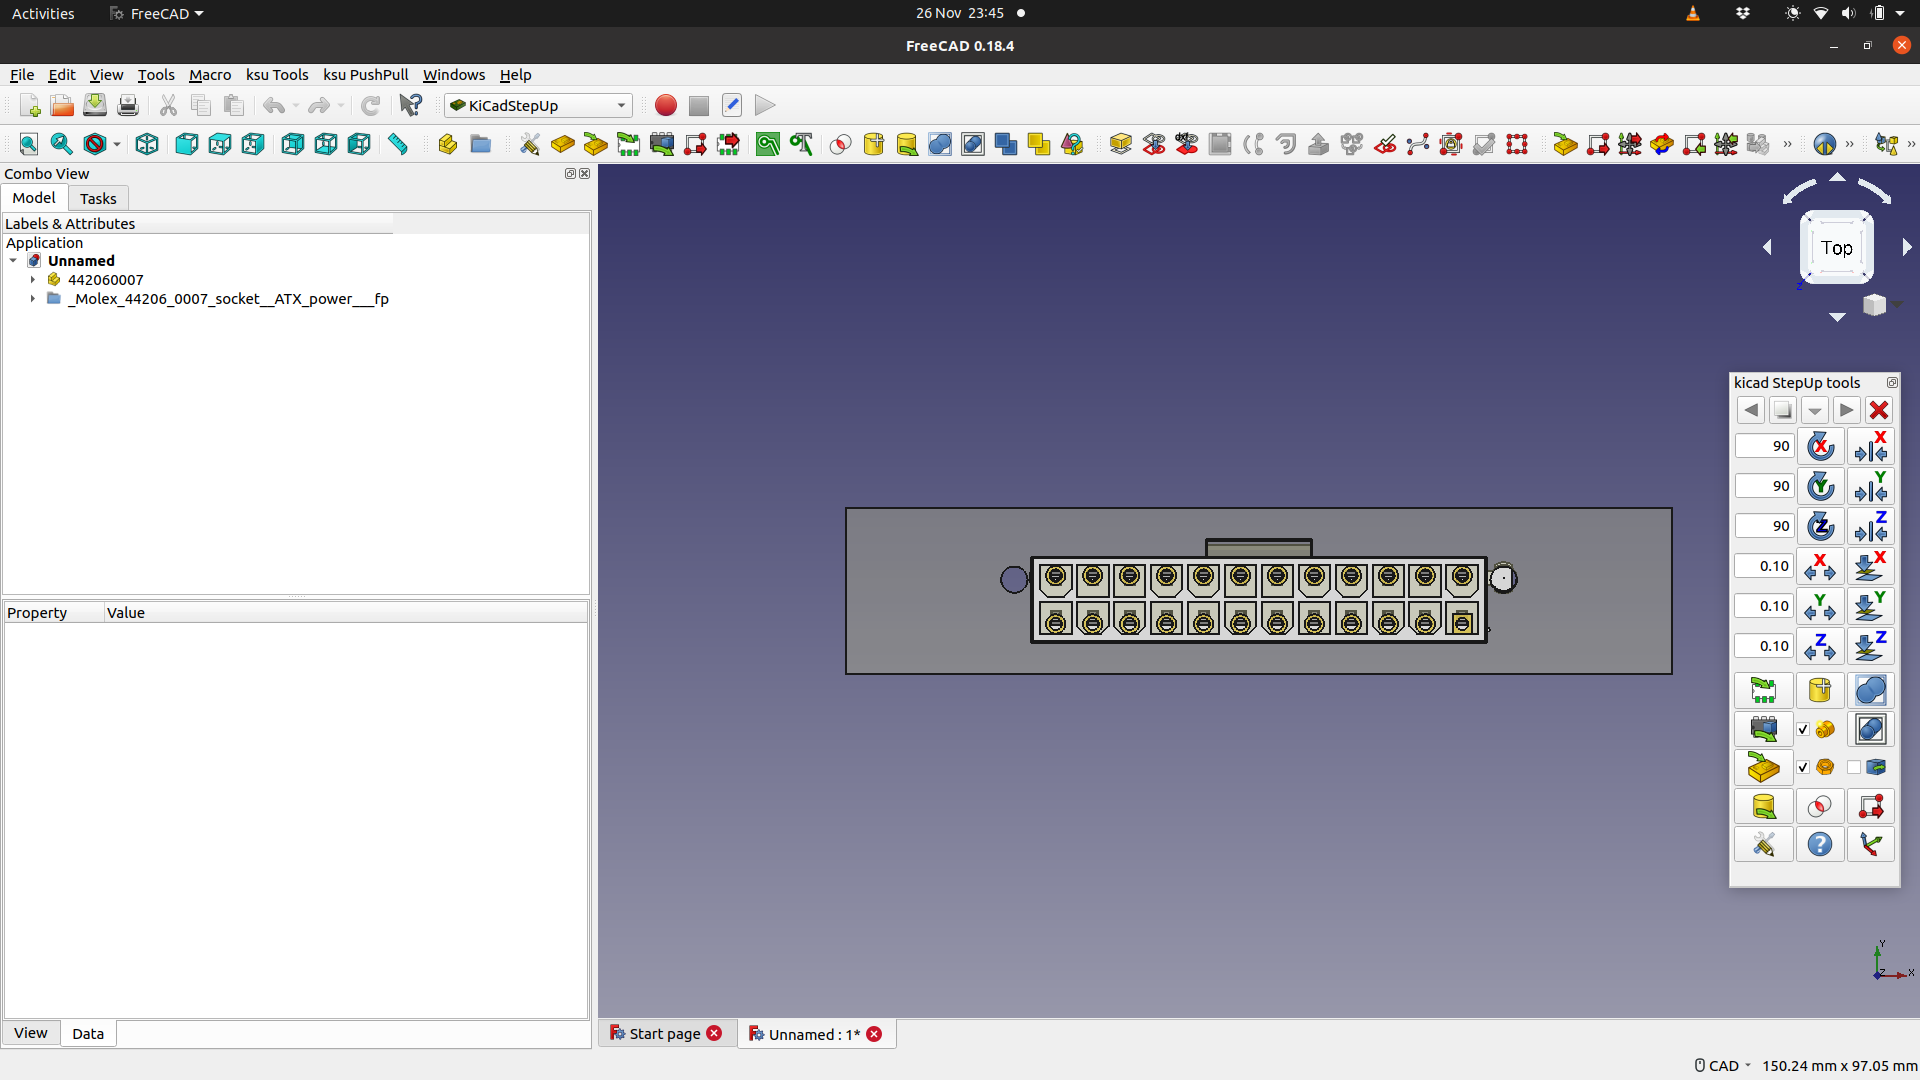 Activities FreeCAD 26 Nov 23:45
FreeCAD 0.18.4
File Edit View Tools Macro ksu Tools ksu PushPull Windows Help
KiCadStepUp
Combo View
Model Tasks
Labels & Attributes
Application
Unnamed
442060007
_Molex_44206_0007_socket__ATX_power___fp
Property Value
View Data
Top
Z
kicad StepUp tools
90 X X
90 Y Y
90 Z Z
0.10 X X
0.10 Y Y
0.10 Z Z
?
Y
Z X
Start page Unnamed : 1*
CAD 150.24 mm x 97.05 mm